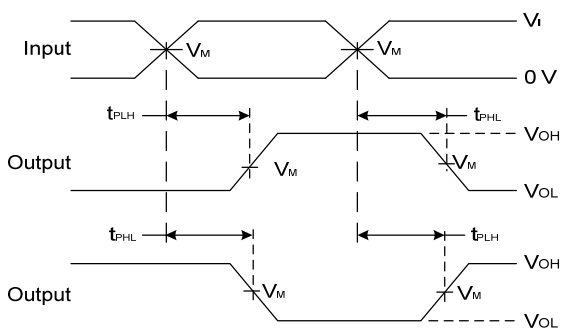 VI
Input VM VM
0 V
tPLH tPHL
VOH
Output VM VM
VOL
tPHL tPLH
VOH
Output VM VM
VOL